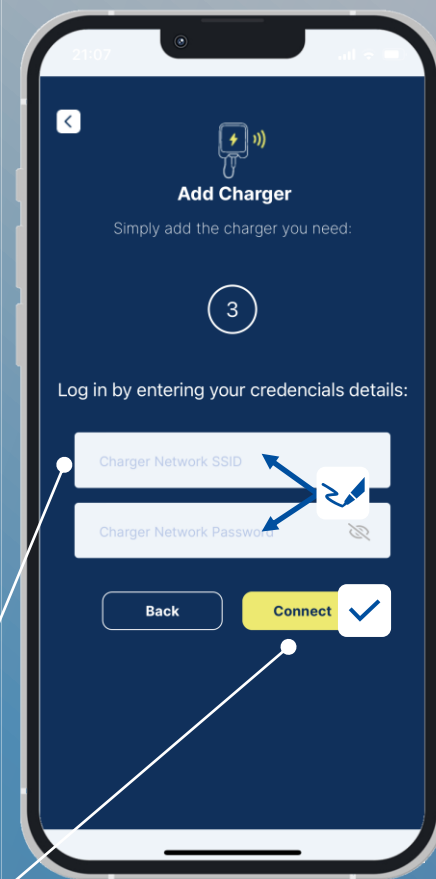 21:07
Add Charger
Simply add the charger you need:
3
Log in by entering your credencials details:
Charger Network SSID
Charger Network Password
Back
Connect